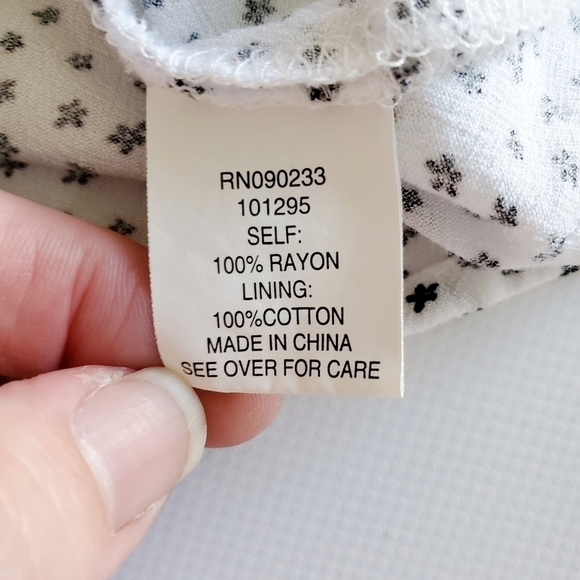 RN090233
101295
SELF:
100% RAYON
LINING:
100%COTTON
MADE IN CHINA
SEE OVER FOR CARE